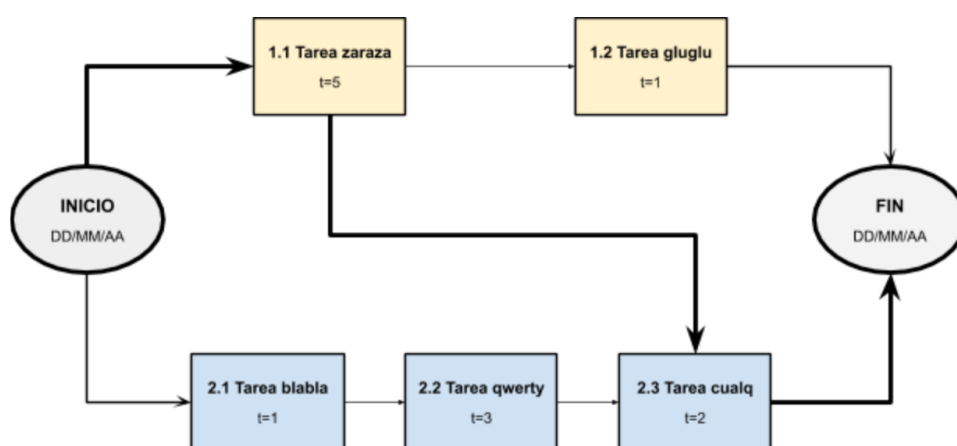 1.1 Tarea zaraza
t=5
1.2 Tarea gluglu
t=1
INICIO
DD/MM/AA
FIN
DD/MM/AA
2.1 Tarea blabla
t=1
2.2 Tarea qwerty
t=3
2.3 Tarea cualq
t=2